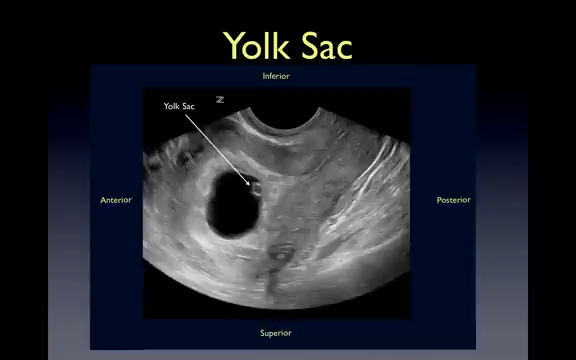 Yolk Sac
Inferior
Z
Yolk Sac
Anterior
Posterior
Superior